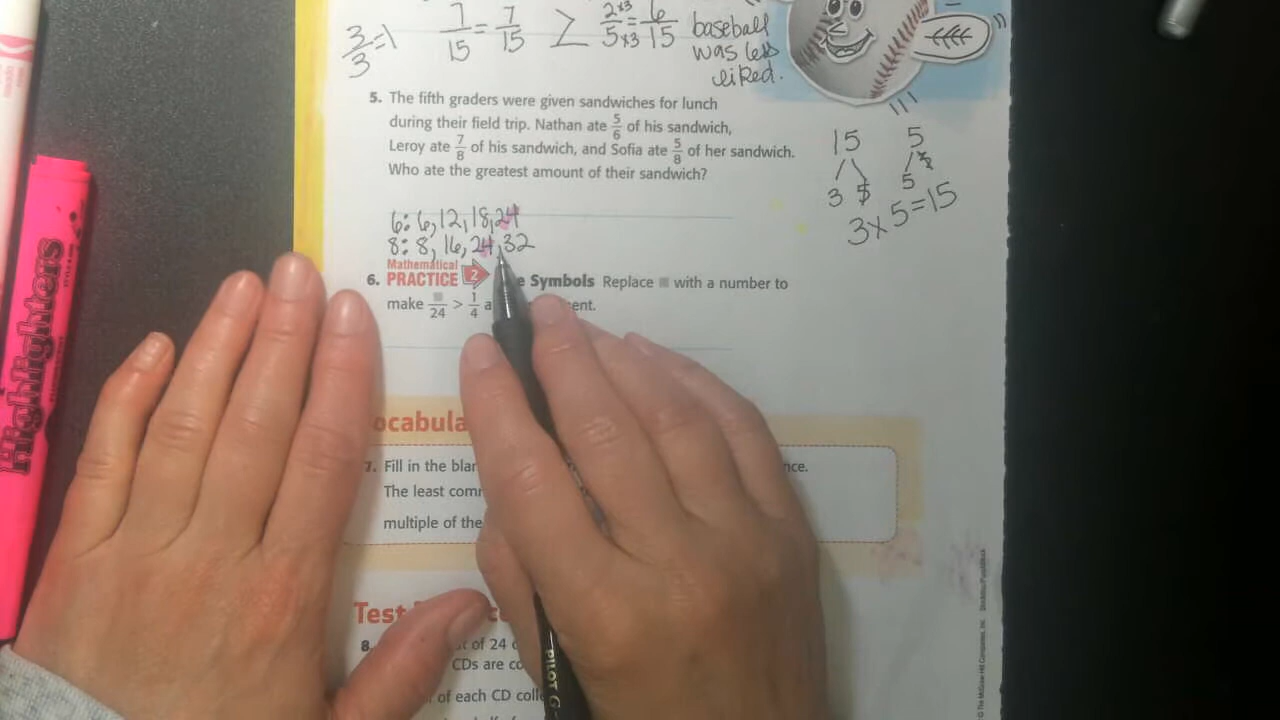 3/3=1
7/15 = 7/15 > 2×3/5×3 = 6/15 baseball
was less
liked.
5. The fifth graders were given sandwiches for lunch
during their field trip. Nathan ate 5/6 of his sandwich,
Leroy ate 7/8 of his sandwich, and Sofia ate 5/8 of her sandwich.
Who ate the greatest amount of their sandwich?
15 5
3 5 5
3×5=15
6: 6, 12, 18, 24
8: 8, 16, 24, 32
Mathematical
6. PRACTICE 2 Symbols Replace ■ with a number to
make ■/24 > 1/4 a
7. Fill in the
The least
multiple of the
Test
8. of 24
CDs are
of each CD
Highlighters
PILOT G
© The McGraw-Hill Companies, Inc.